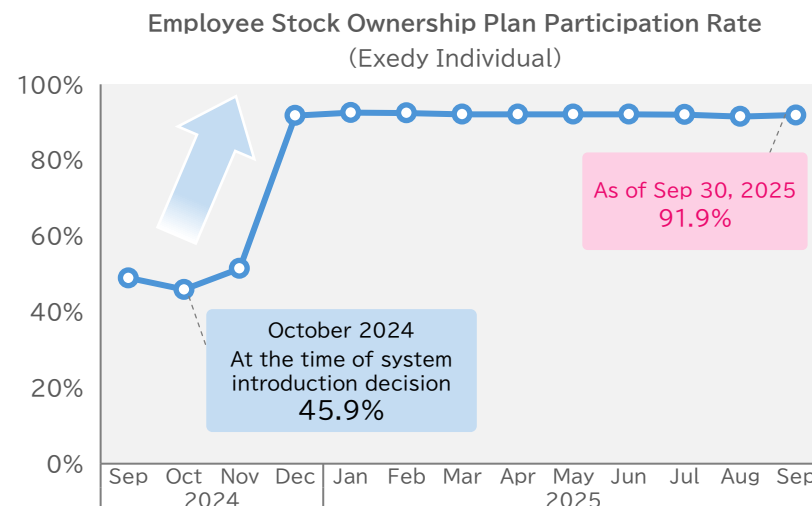 Employee Stock Ownership Plan Participation Rate
(Exedy Individual)
100%
80%
60%
40%
20%
0%
As of Sep 30, 2025
91.9%
October 2024
At the time of system
introduction decision
45.9%
Sep Oct Nov Dec Jan Feb Mar Apr May Jun Jul Aug Sep
2024 2025